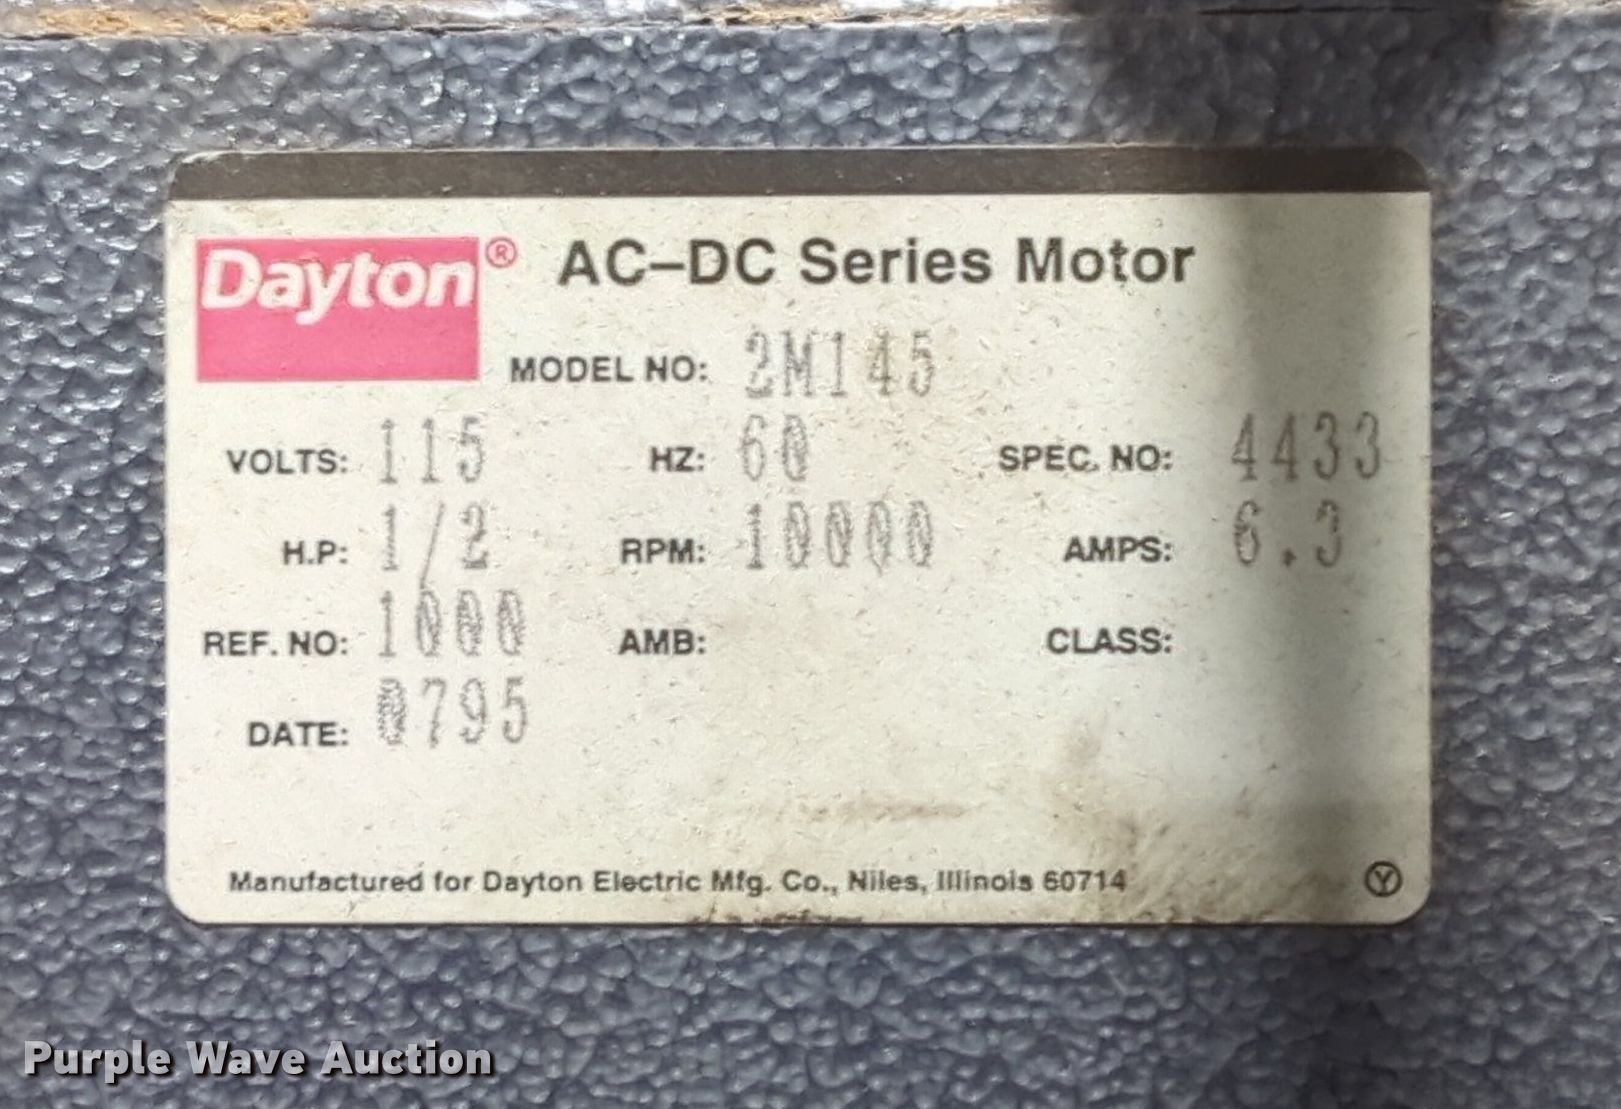 Dayton® AC–DC Series Motor
MODEL NO: 2M145
VOLTS: 115 HZ: 60 SPEC. NO: 4433
H.P: 1/2 RPM: 10000 AMPS: 6.3
REF. NO: 1000 AMB: CLASS:
DATE: 0795
Manufactured for Dayton Electric Mfg. Co., Niles, Illinois 60714 Y
Purple Wave Auction